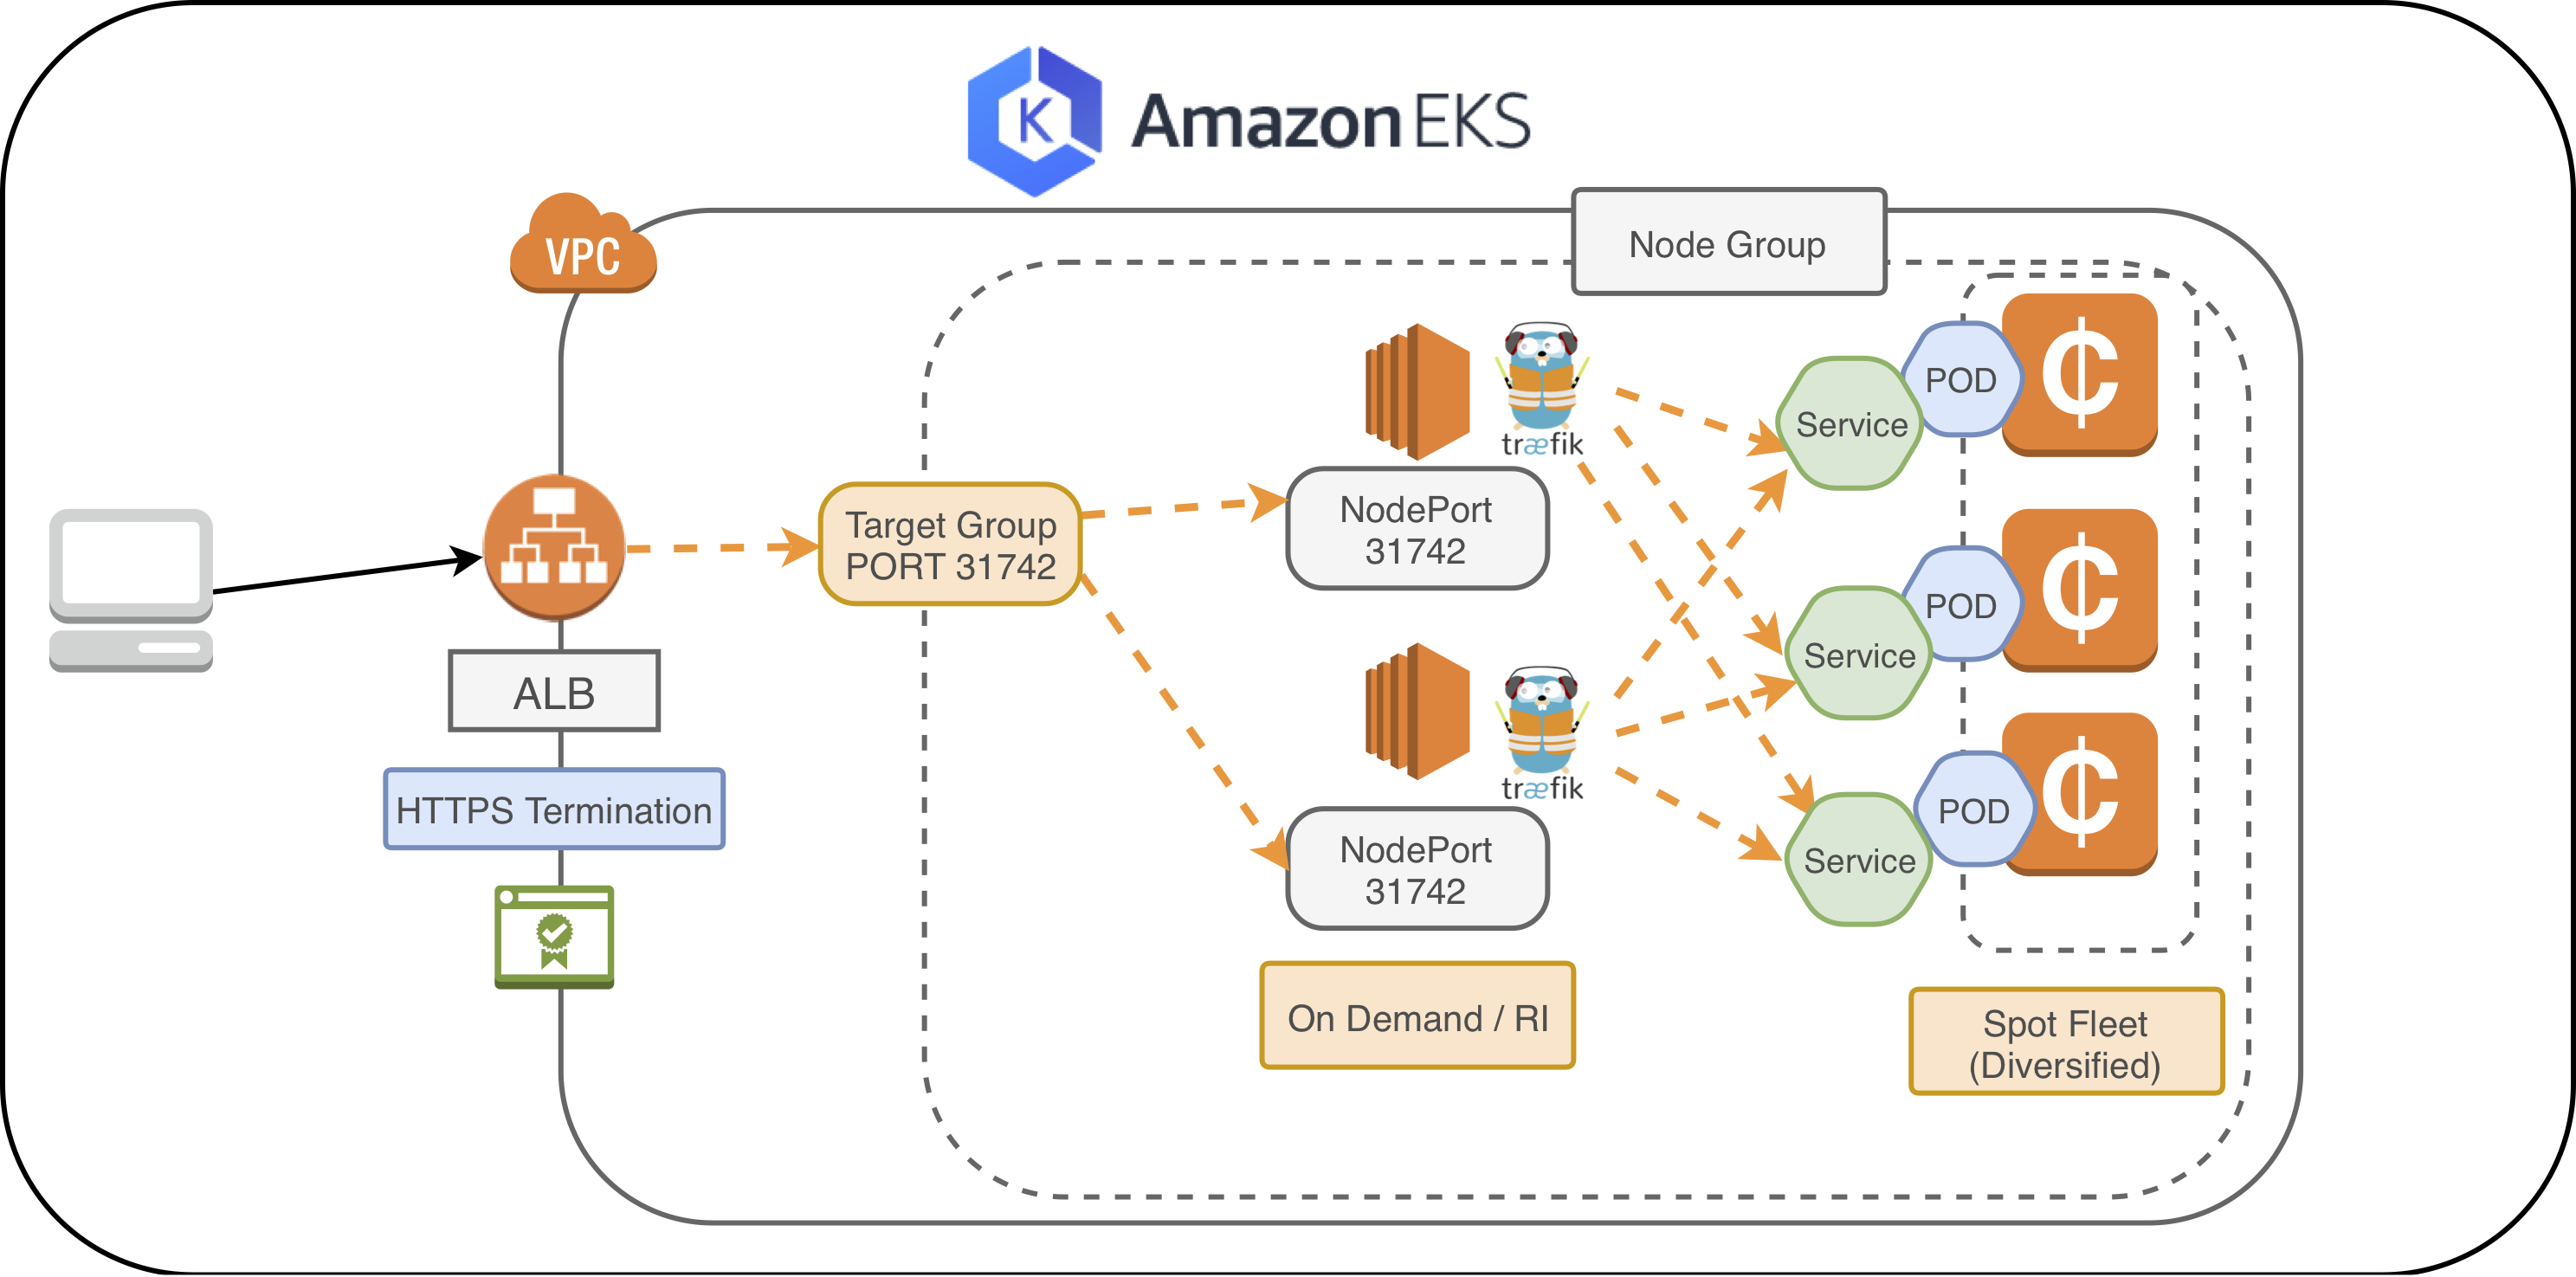 K
Amazon EKS
VPC
Node Group
træfik
POD
₵
Service
Target Group
PORT 31742
NodePort
31742
POD
₵
Service
ALB
træfik
HTTPS Termination
POD
₵
Service
NodePort
31742
On Demand / RI
Spot Fleet
(Diversified)